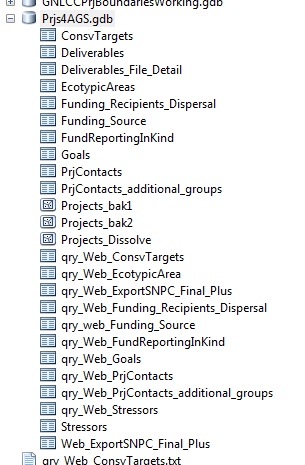 GNLCCPrjBoundariesWorking.gdb
Prjs4AGS.gdb
ConsvTargets
Deliverables
Deliverables_File_Detail
EcotypicAreas
Funding_Recipients_Dispersal
Funding_Source
FundReportingInKind
Goals
PrjContacts
PrjContacts_additional_groups
Projects_bak1
Projects_bak2
Projects_Dissolve
qry_Web_ConsvTargets
qry_Web_EcotypicArea
qry_Web_ExportSNPC_Final_Plus
qry_Web_Funding_Recipients_Dispersal
qry_web_Funding_Source
qry_Web_FundReportingInKind
qry_Web_Goals
qry_Web_PrjContacts
qry_Web_PrjContacts_additional_groups
qry_Web_Stressors
Stressors
Web_ExportSNPC_Final_Plus
qry_Web_ConsvTargets.txt